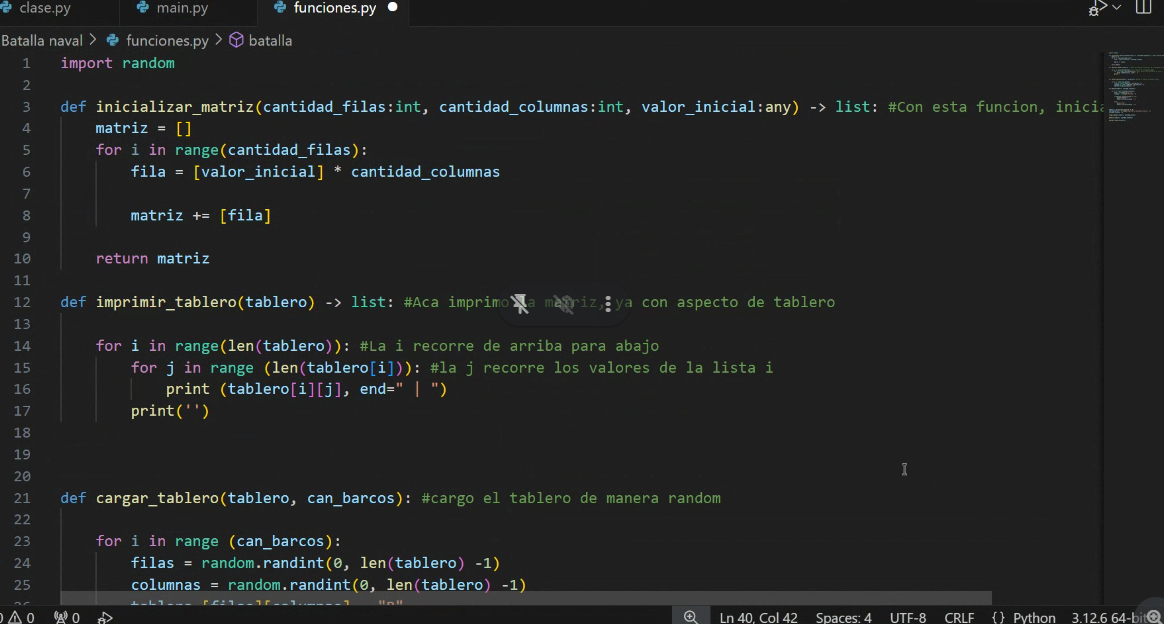 clase.py main.py funciones.py
Batalla naval > funciones.py > batalla
1 import random
2
3 def inicializar_matriz(cantidad_filas:int, cantidad_columnas:int, valor_inicial:any) -> list: #Con esta funcion, inicia
4 matriz = []
5 for i in range(cantidad_filas):
6 fila = [valor_inicial] * cantidad_columnas
7
8 matriz += [fila]
9
10 return matriz
11
12 def imprimir_tablero(tablero) -> list: #Aca imprimo la matriz, ya con aspecto de tablero
13
14 for i in range(len(tablero)): #La i recorre de arriba para abajo
15 for j in range (len(tablero[i])): #la j recorre los valores de la lista i
16 print (tablero[i][j], end=" | ")
17 print('')
18
19
20
21 def cargar_tablero(tablero, can_barcos): #cargo el tablero de manera random
22
23 for i in range (can_barcos):
24 filas = random.randint(0, len(tablero) -1)
25 columnas = random.randint(0, len(tablero) -1)
0 0 0 Ln 40, Col 42 Spaces: 4 UTF-8 CRLF {} Python 3.12.6 64-bit